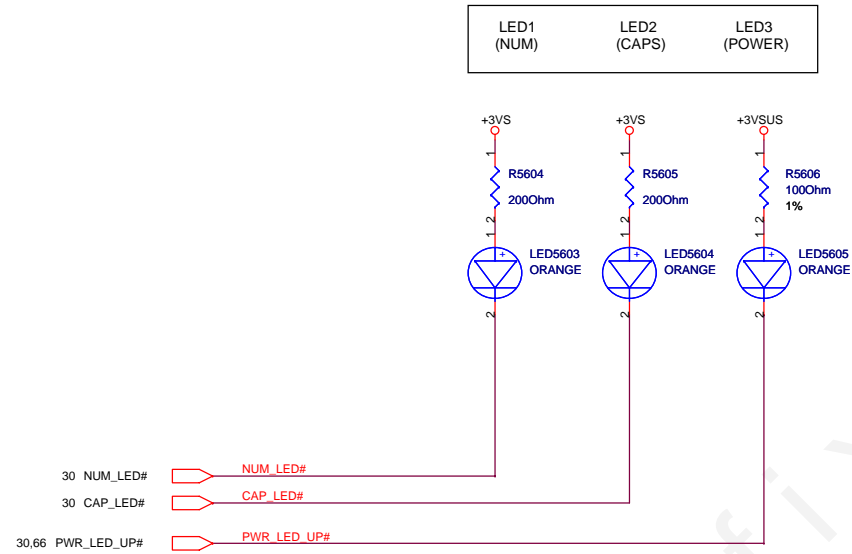 LED1 LED2 LED3
(NUM) (CAPS) (POWER)
+3VS +3VS +3VSUS
1 1 1
R5604 R5605 R5606
200Ohm 200Ohm 100Ohm
1%
2 2 2
1 1 1
+ + +
LED5603 LED5604 LED5605
ORANGE ORANGE ORANGE
2 2 2
30 NUM_LED# NUM_LED#
30 CAP_LED# CAP_LED#
30,66 PWR_LED_UP# PWR_LED_UP#